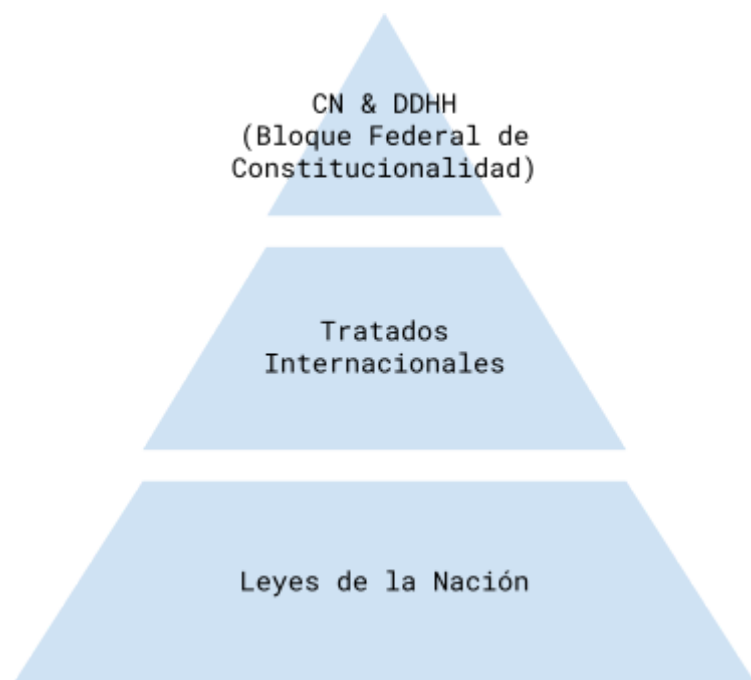 CN & DDHH
(Bloque Federal de
Constitucionalidad)
Tratados
Internacionales
Leyes de la Nación